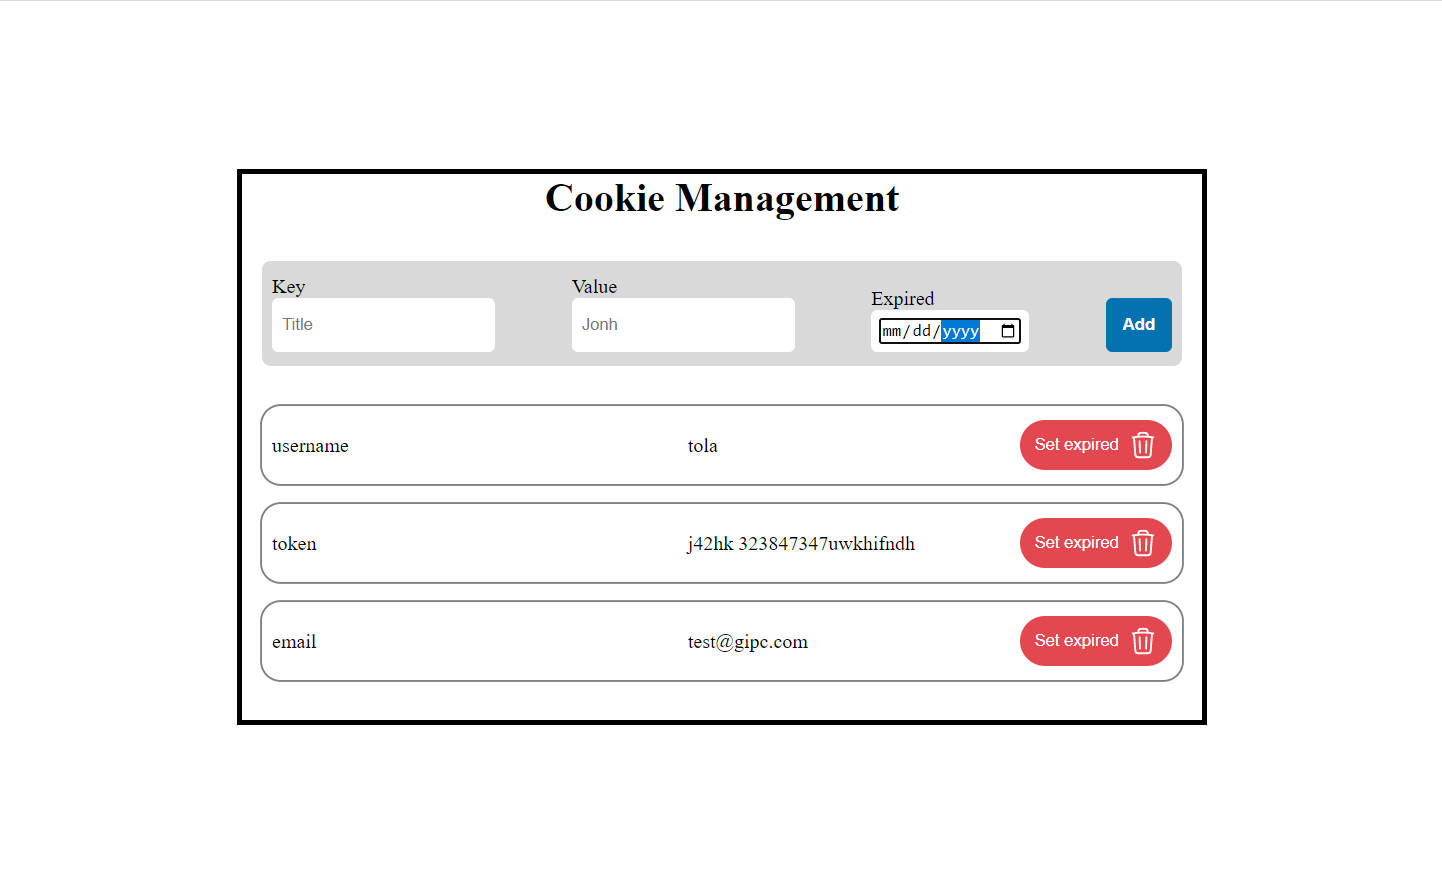 Cookie Management
Key
Value
Expired
Title
Jonh
mm/dd/yyyy
Add
username
tola
Set expired
token
j42hk 323847347uwkhifndh
Set expired
email
test@gipc.com
Set expired